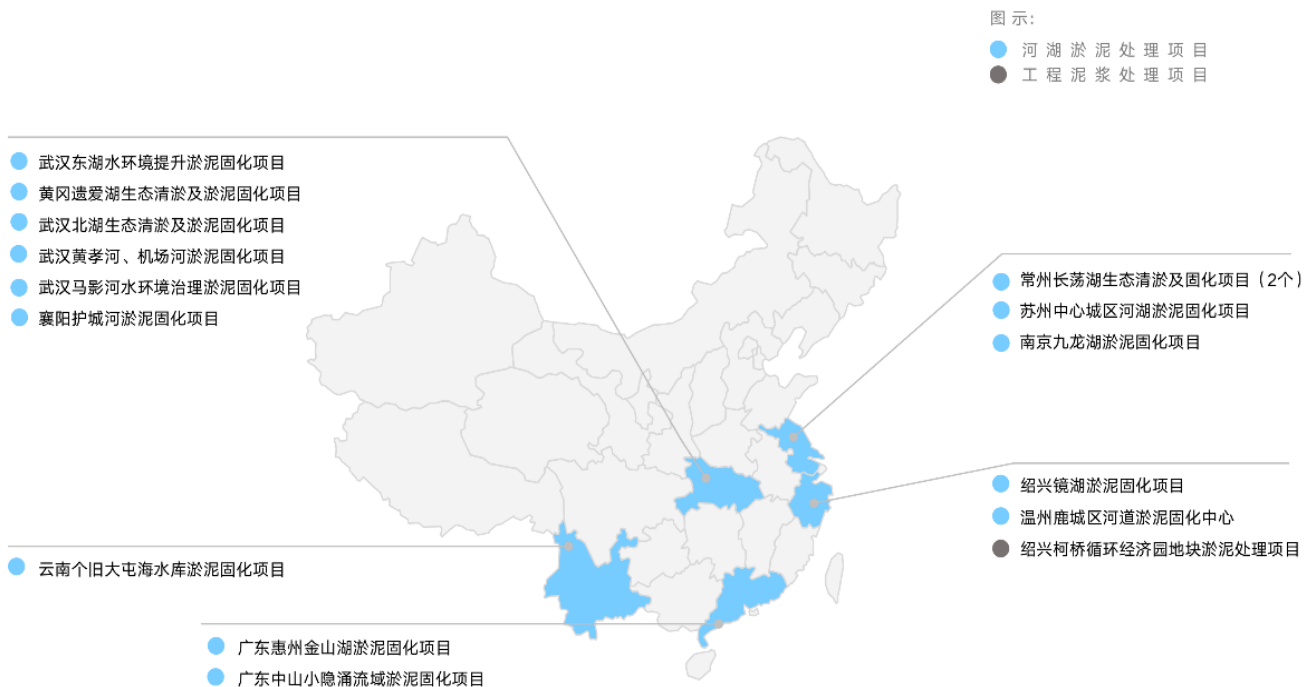 图示:
河湖淤泥处理项目
工程泥浆处理项目
武汉东湖水环境提升淤泥固化项目
黄冈遗爱湖生态清淤及淤泥固化项目
武汉北湖生态清淤及淤泥固化项目
武汉黄孝河、机场河淤泥固化项目
武汉马影河水环境治理淤泥固化项目
襄阳护城河淤泥固化项目
常州长荡湖生态清淤及固化项目（2个）
苏州中心城区河湖淤泥固化项目
南京九龙湖淤泥固化项目
绍兴镜湖淤泥固化项目
温州鹿城区河道淤泥固化中心
绍兴柯桥循环经济园地块淤泥处理项目
云南个旧大屯海水库淤泥固化项目
广东惠州金山湖淤泥固化项目
广东中山小隐涌流域淤泥固化项目